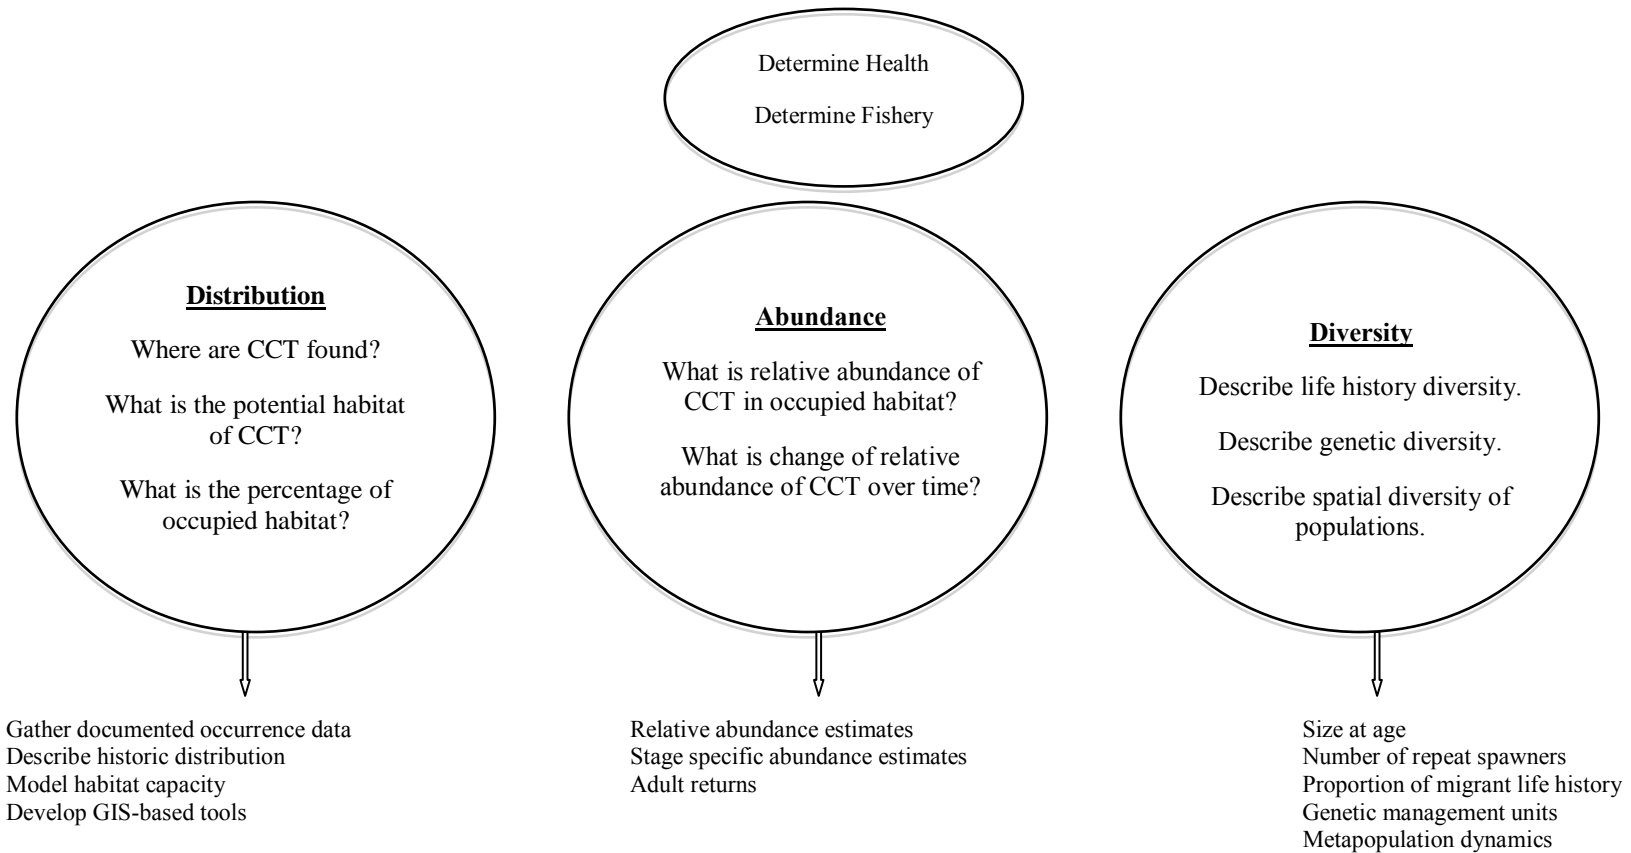 Determine Health
Determine Fishery
Distribution
Where are CCT found?
What is the potential habitat
of CCT?
What is the percentage of
occupied habitat?
Abundance
What is relative abundance of
CCT in occupied habitat?
What is change of relative
abundance of CCT over time?
Diversity
Describe life history diversity.
Describe genetic diversity.
Describe spatial diversity of
populations.
Gather documented occurrence data
Describe historic distribution
Model habitat capacity
Develop GIS-based tools
Relative abundance estimates
Stage specific abundance estimates
Adult returns
Size at age
Number of repeat spawners
Proportion of migrant life history
Genetic management units
Metapopulation dynamics